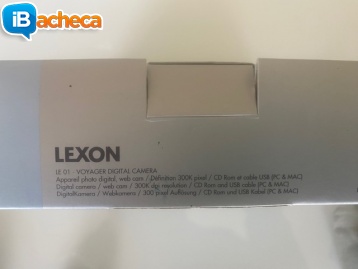 iBacheca
LEXON
LE 01 - VOYAGER DIGITAL CAMERA
Appareil photo digital, web cam / Définition 300K pixel / CD Rom et cable USB (PC & MAC)
Digital camera / web cam / 300K dpi resolution / CD Rom and USB cable (PC & MAC)
DigitalKamera / Webkamera / 300 pixel Auflösung / CD Rom und USB Kabel (PC & MAC)